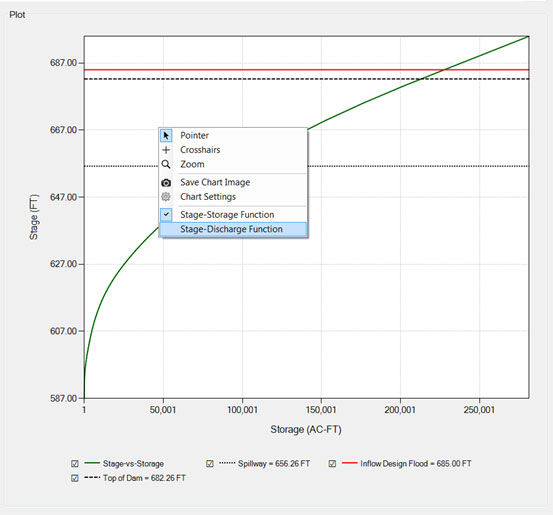 Plot
687.00
667.00
647.00
627.00
607.00
587.00
Stage (FT)
Pointer
Crosshairs
Zoom
Save Chart Image
Chart Settings
Stage-Storage Function
Stage-Discharge Function
1 50,001 100,001 150,001 200,001 250,001
Storage (AC-FT)
Stage-vs-Storage Spillway = 656.26 FT Inflow Design Flood = 685.00 FT
Top of Dam = 682.26 FT